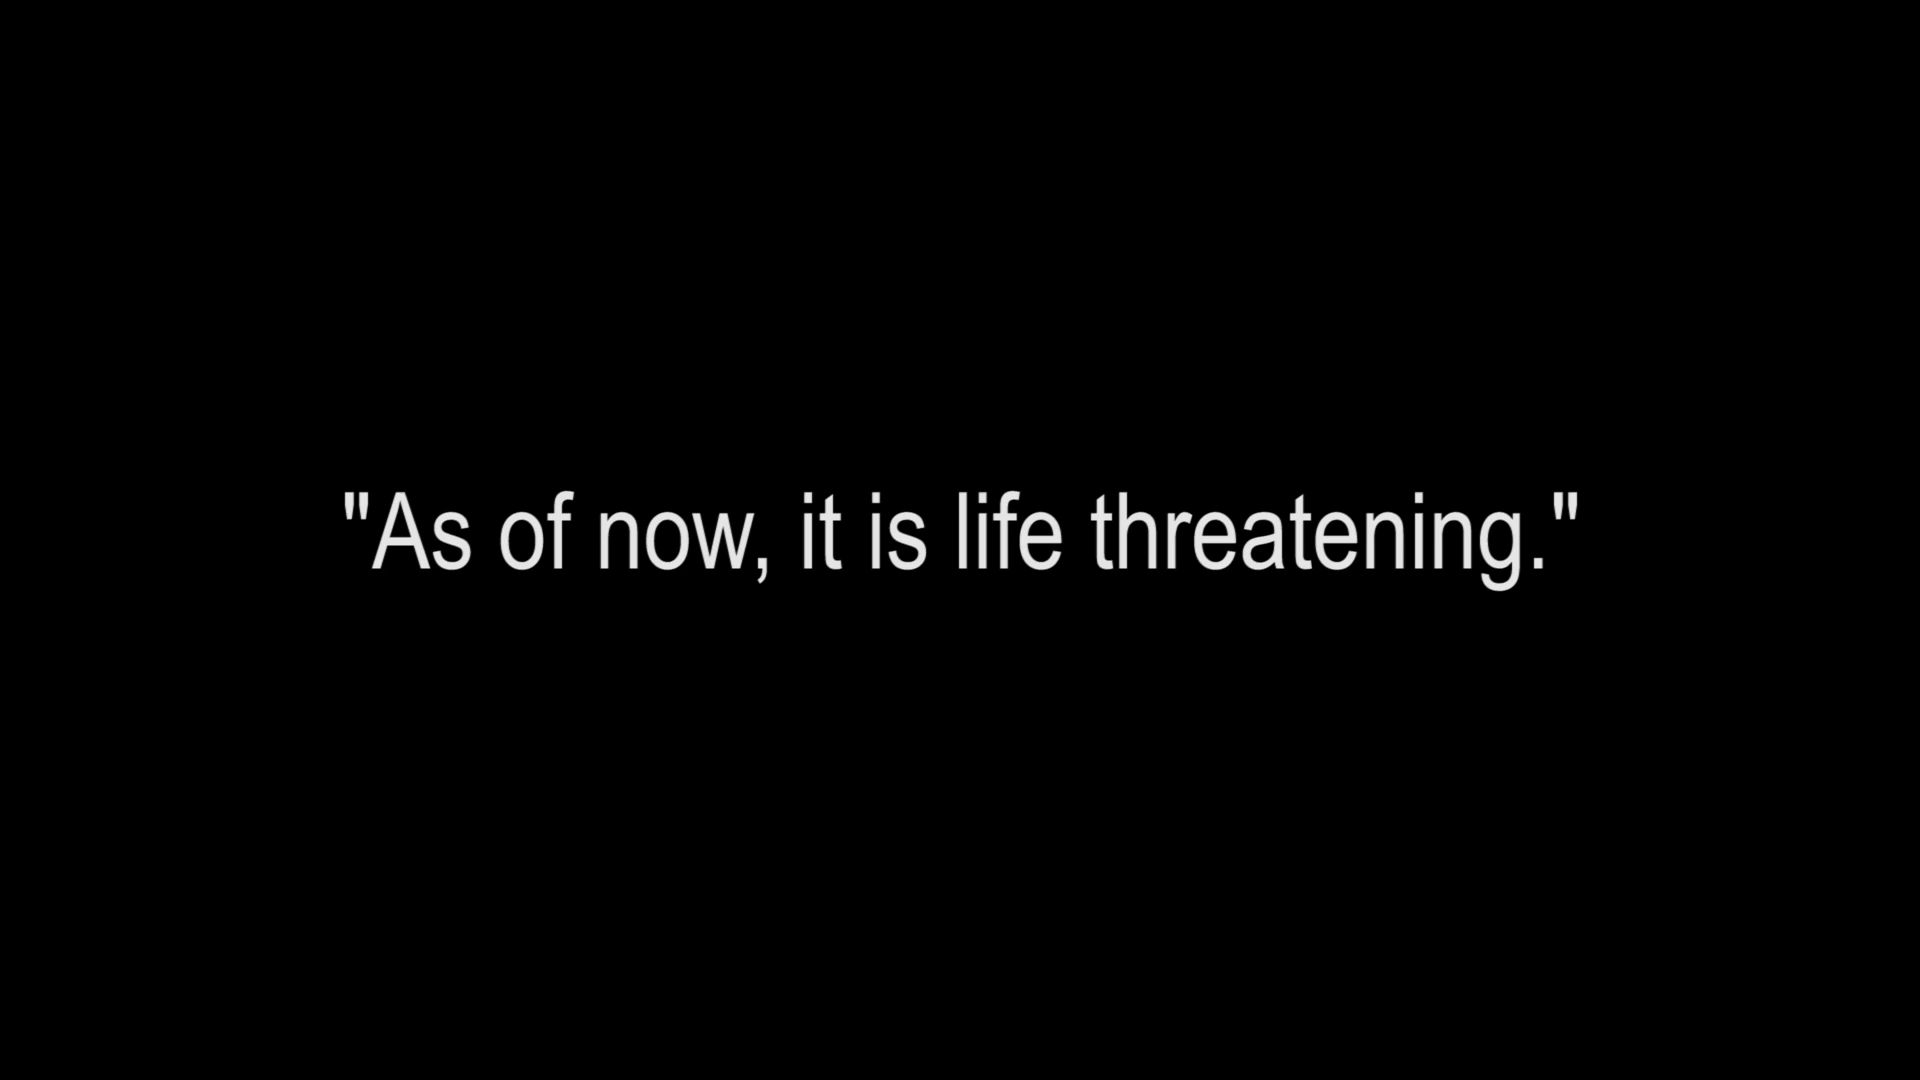 "As of now, it is life threatening."